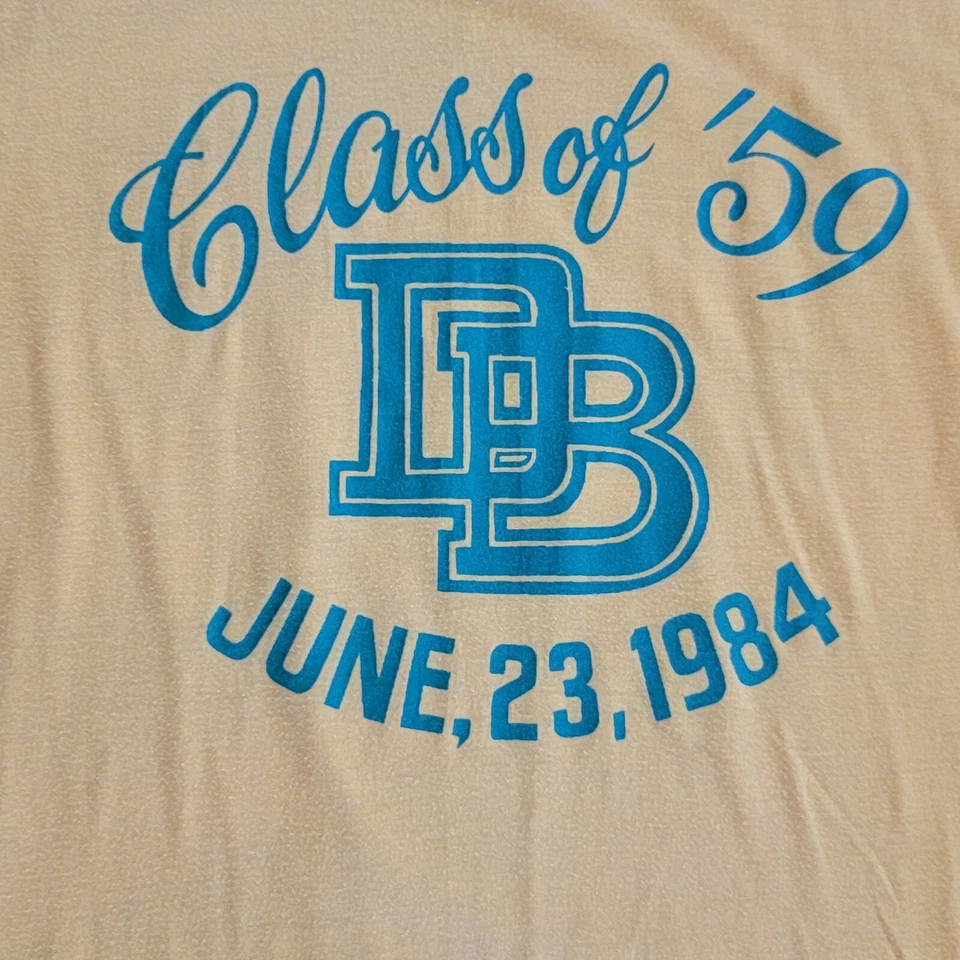 Class of '59
DB
JUNE, 23, 1984